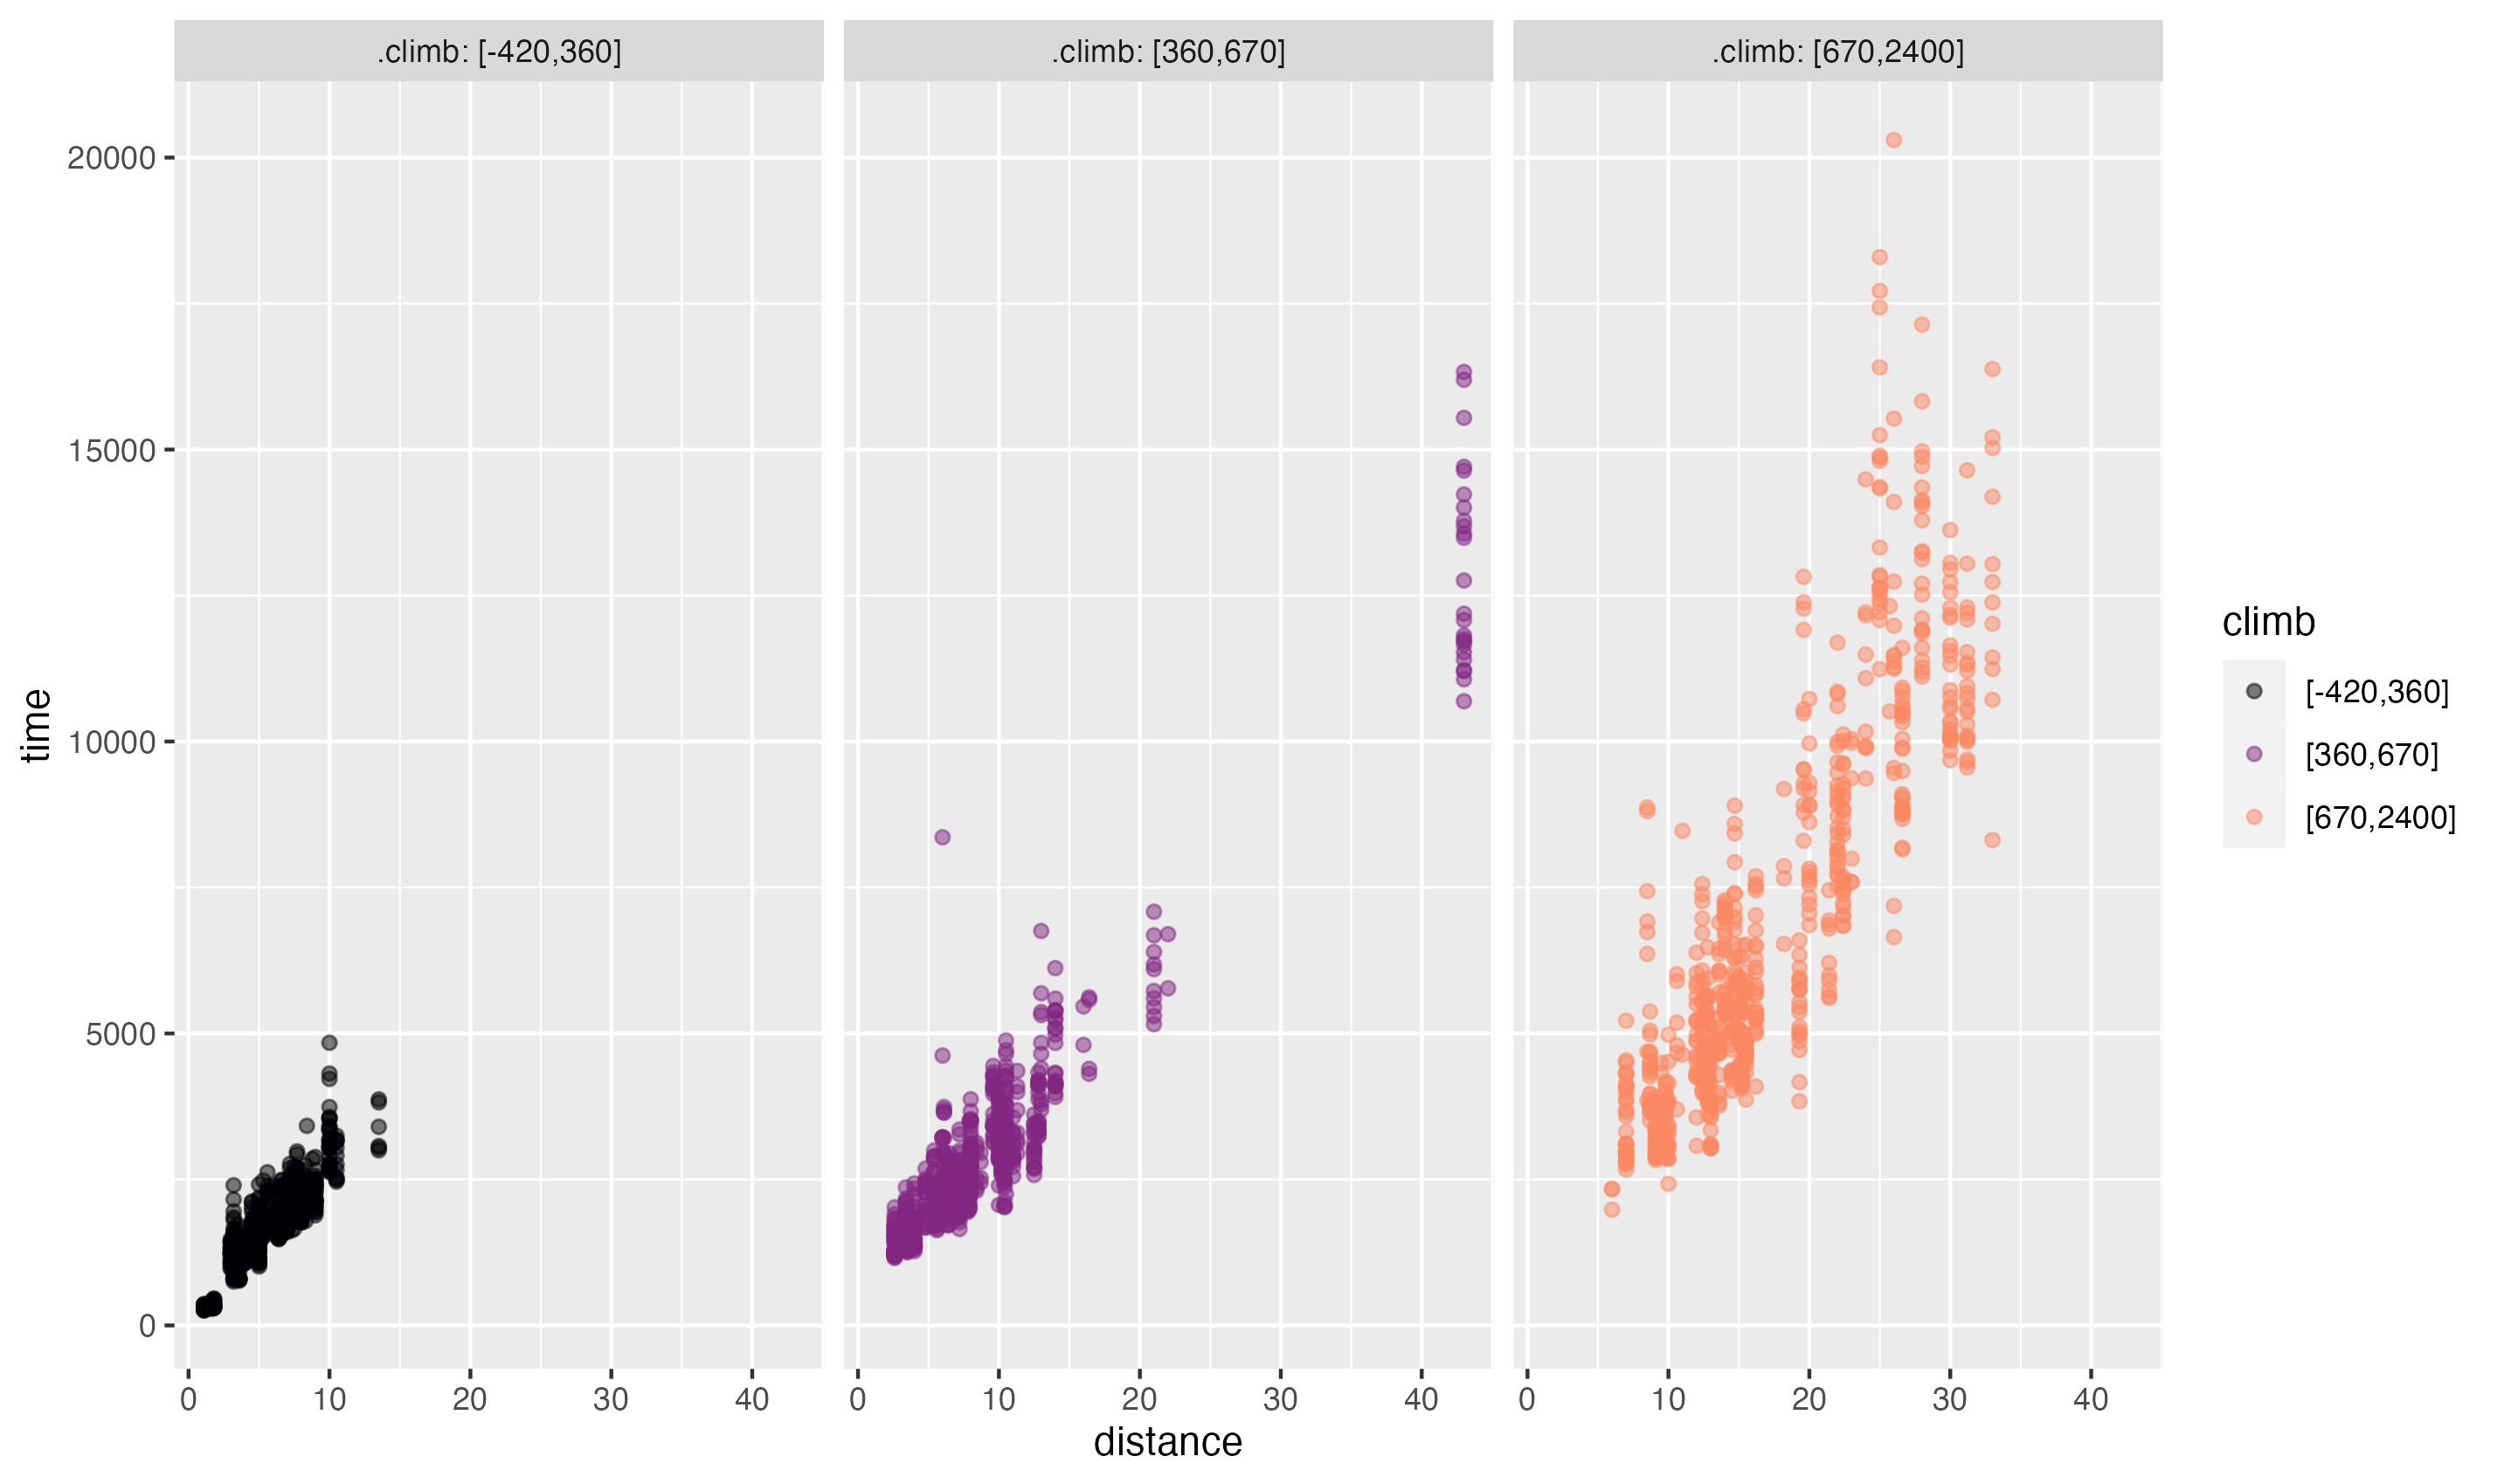 .climb: [-420,360]
.climb: [360,670]
.climb: [670,2400]
20000
15000
10000
5000
0
time
0 10 20 30 40
0 10 20 30 40
0 10 20 30 40
distance
climb
[-420,360]
[360,670]
[670,2400]